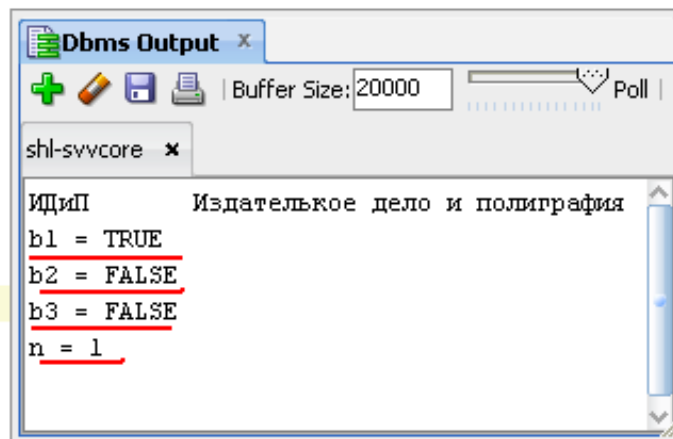 Dbms Output
Buffer Size: 20000 Poll
shl-svvcore
ИДиП Издателькое дело и полиграфия
b1 = TRUE
b2 = FALSE
b3 = FALSE
n = 1